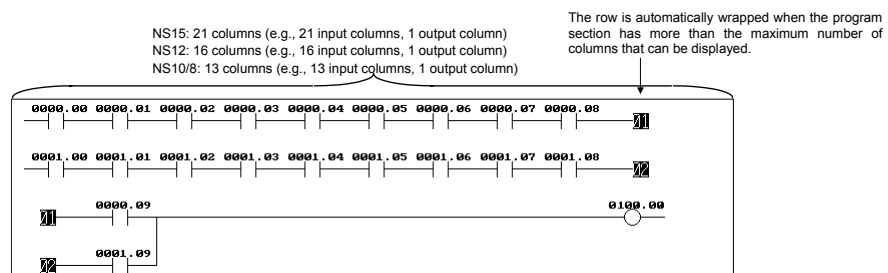 NS15: 21 columns (e.g., 21 input columns, 1 output column)
NS12: 16 columns (e.g., 16 input columns, 1 output column)
NS10/8: 13 columns (e.g., 13 input columns, 1 output column)
The row is automatically wrapped when the program
section has more than the maximum number of
columns that can be displayed.
0000.00 0000.01 0000.02 0000.03 0000.04 0000.05 0000.06 0000.07 0000.08
01
0001.00 0001.01 0001.02 0001.03 0001.04 0001.05 0001.06 0001.07 0001.08
02
0000.09 0100.00
01
0001.09
02